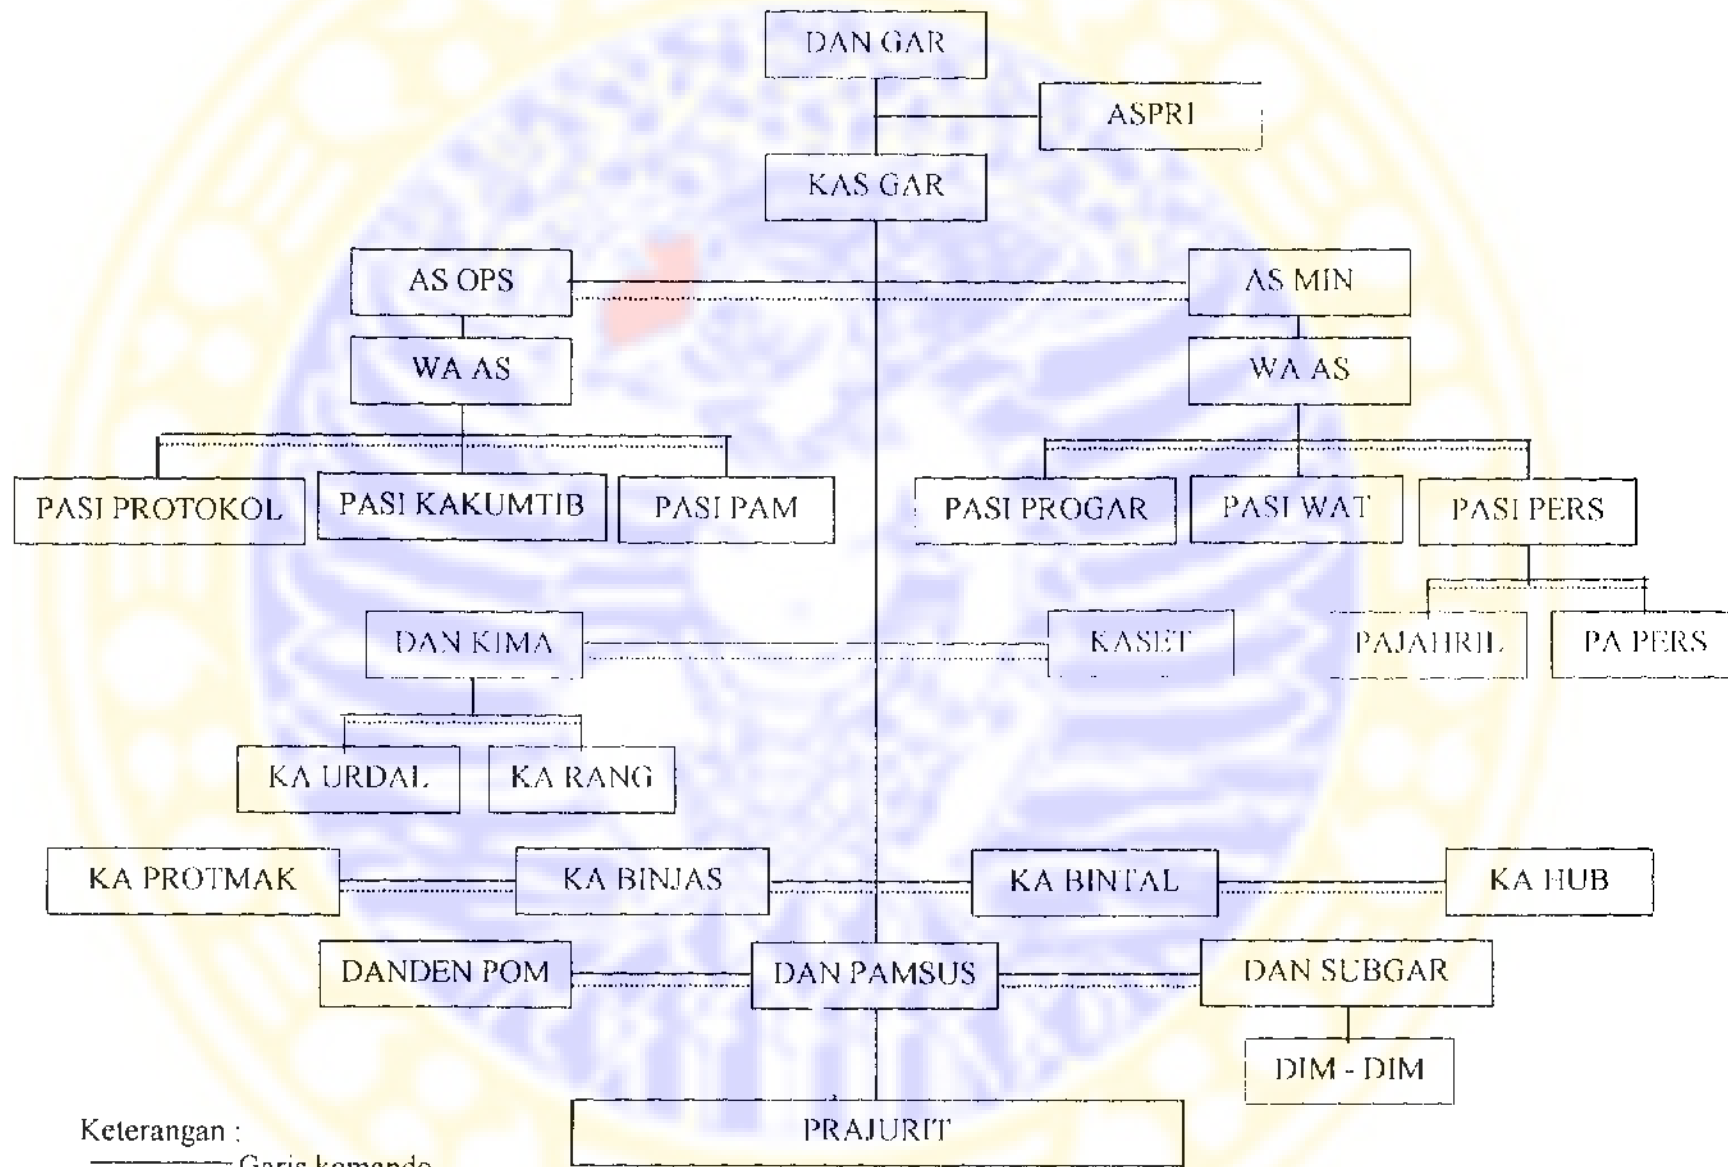 DAN GAR
ASPRI
KAS GAR
AS OPS
AS MIN
WA AS
WA AS
PASI PROTOKOL
PASI KAKUMTIB
PASI PAM
PASI PROGAR
PASI WAT
PASI PERS
DAN KIMA
KASET
PAJAHRIL
PA PERS
KA URDAL
KA RANG
KA PROTMAK
KA BINJAS
KA BINTAL
KA HUB
DANDEN POM
DAN PAMSUS
DAN SUBGAR
DIM - DIM
PRAJURIT
Keterangan :
Garis komando